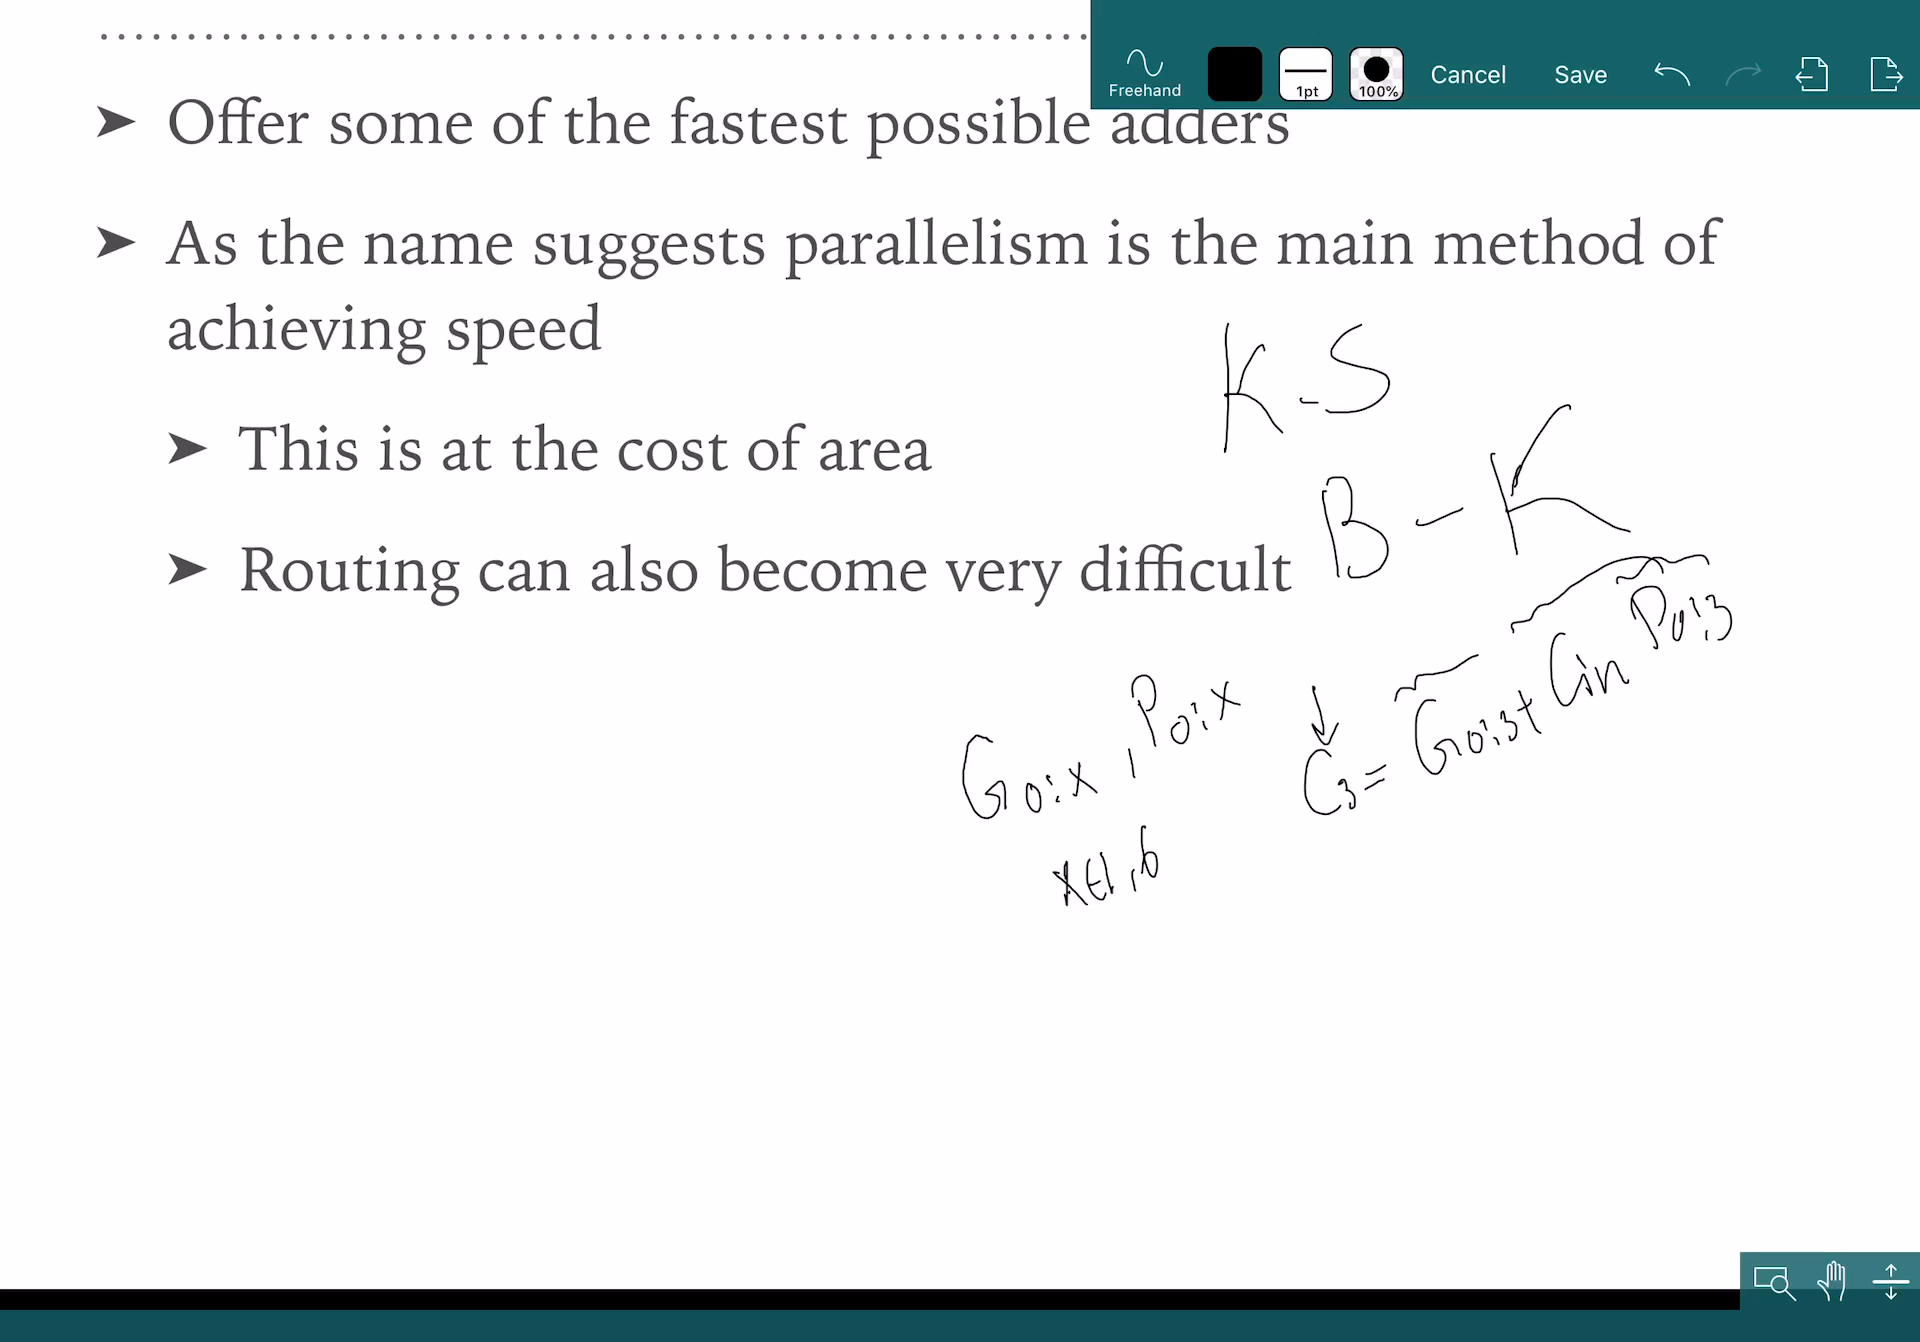 Freehand
1pt
100%
Cancel
Save
➤ Offer some of the fastest possible adders
➤ As the name suggests parallelism is the main method of
achieving speed
➤ This is at the cost of area
➤ Routing can also become very difficult
K-S
B-K
G0:x, P0:x
C3 = G0:3 + Cin P0:3